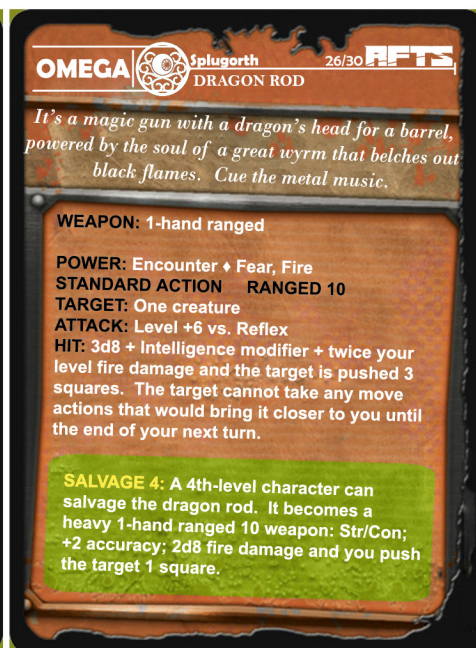 OMEGA Splugorth 26/30 AFTS
DRAGON ROD
It's a magic gun with a dragon's head for a barrel,
powered by the soul of a great wyrm that belches out
black flames. Cue the metal music.
WEAPON: 1-hand ranged
POWER: Encounter ♦ Fear, Fire
STANDARD ACTION RANGED 10
TARGET: One creature
ATTACK: Level +6 vs. Reflex
HIT: 3d8 + Intelligence modifier + twice your
level fire damage and the target is pushed 3
squares. The target cannot take any move
actions that would bring it closer to you until
the end of your next turn.
SALVAGE 4: A 4th-level character can
salvage the dragon rod. It becomes a
heavy 1-hand ranged 10 weapon: Str/Con;
+2 accuracy; 2d8 fire damage and you push
the target 1 square.